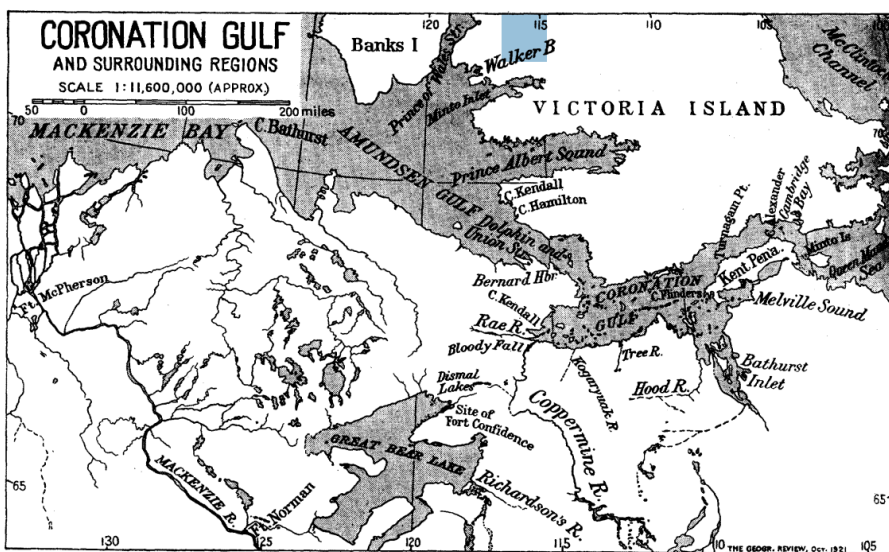 CORONATION GULF
AND SURROUNDING REGIONS
SCALE 1:11,600,000 (APPROX)
50 0 100 200 miles
120
115
110
105
Banks I
Prince of Wales Str.
Walker B
Minto Inlet
VICTORIA ISLAND
McClintock
Channel
70
70
MACKENZIE BAY
C. Bathurst
AMUNDSEN GULF
Prince Albert Sound
C. Kendall
C. Hamilton
Dolphin and
Union Str.
Turnagain Pt.
C. Alexander
Cambridge
Bay
Minto Is
Queen Maud
Sea
Kent Pena.
Ft. McPherson
Bernard Hbr
C. Kendall
CORONATION
GULF
C. Flinders
Melville Sound
Rae R.
Bloody Fall
Tree R.
Kogaryuak R.
Bathurst
Inlet
Hood R.
Dismal
Lakes
Site of
Fort Confidence
Coppermine R.
GREAT BEAR LAKE
Richardson's R.
MACKENZIE R.
Ft. Norman
65
65
130
125
120
115
110
105
THE GEOGR. REVIEW, OCT. 1921